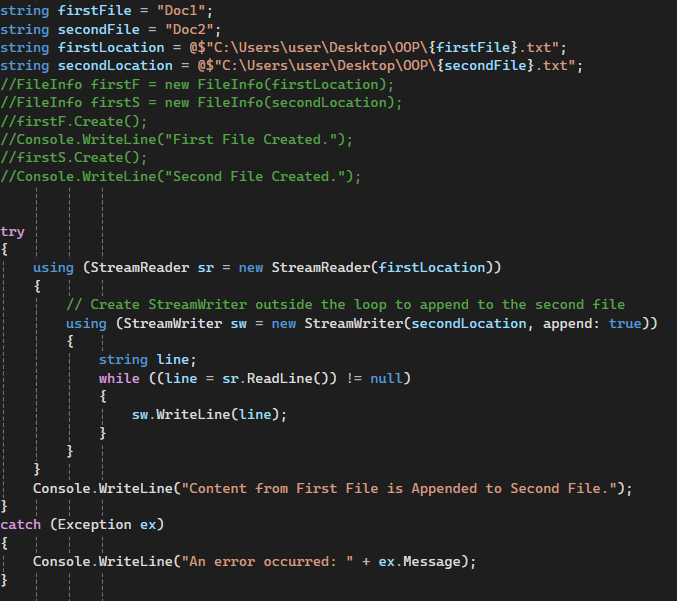 string firstFile = "Doc1";
string secondFile = "Doc2";
string firstLocation = @$"C:\Users\user\Desktop\OOP\{firstFile}.txt";
string secondLocation = @$"C:\Users\user\Desktop\OOP\{secondFile}.txt";
//FileInfo firstF = new FileInfo(firstLocation);
//FileInfo firstS = new FileInfo(secondLocation);
//firstF.Create();
//Console.WriteLine("First File Created.");
//firstS.Create();
//Console.WriteLine("Second File Created.");
try
{
    using (StreamReader sr = new StreamReader(firstLocation))
    {
        // Create StreamWriter outside the loop to append to the second file
        using (StreamWriter sw = new StreamWriter(secondLocation, append: true))
        {
            string line;
            while ((line = sr.ReadLine()) != null)
            {
                sw.WriteLine(line);
            }
        }
    }
    Console.WriteLine("Content from First File is Appended to Second File.");
}
catch (Exception ex)
{
    Console.WriteLine("An error occurred: " + ex.Message);
}